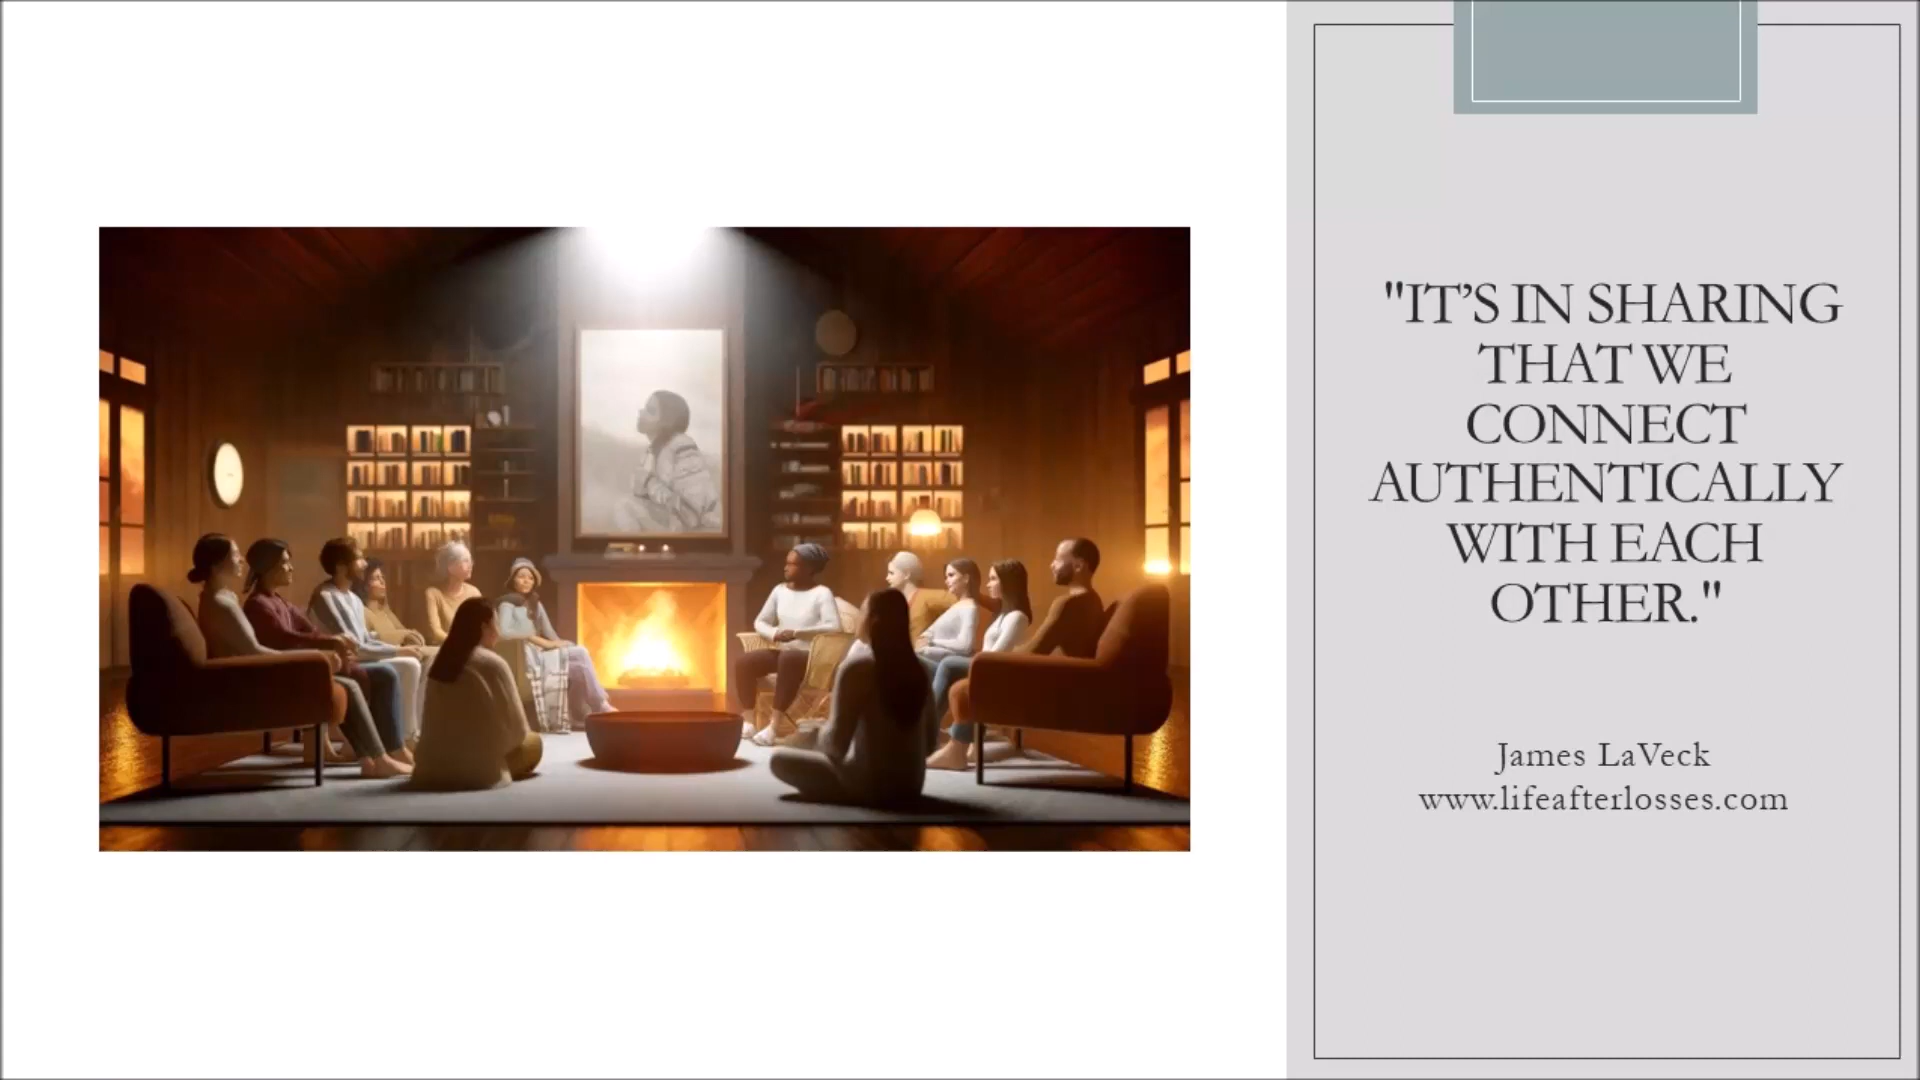 "IT’S IN SHARING
THAT WE
CONNECT
AUTHENTICALLY
WITH EACH
OTHER."
James LaVeck
www.lifeafterlosses.com